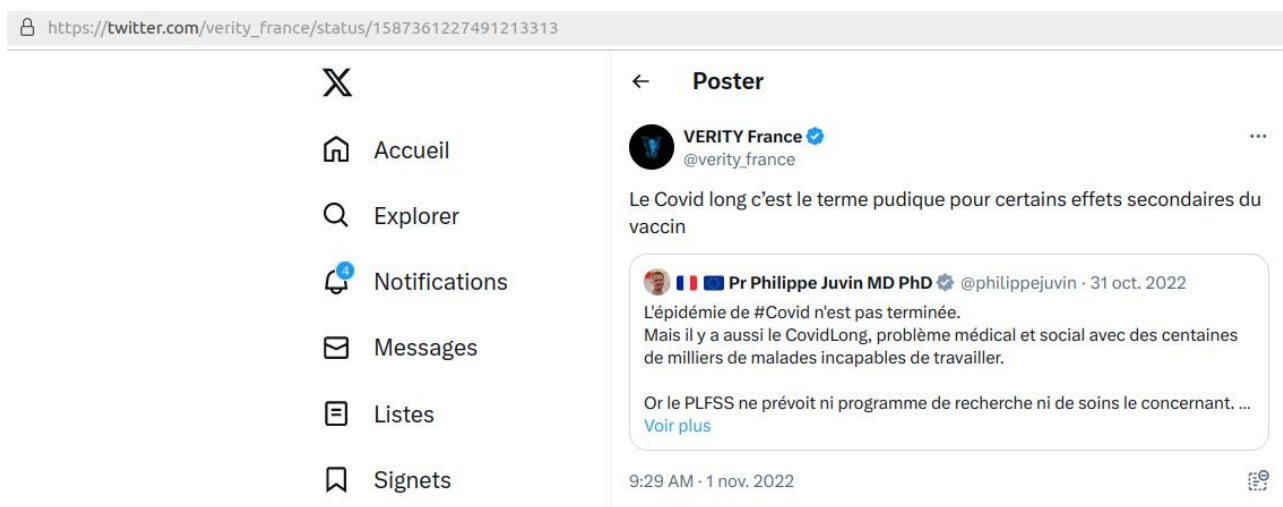 https://twitter.com/verity_france/status/1587361227491213313
X
Accueil
Explorer
4
Notifications
Messages
Listes
Signets
← Poster
VERITY France
@verity_france
Le Covid long c’est le terme pudique pour certains effets secondaires du
vaccin
Pr Philippe Juvin MD PhD @philippejuvin · 31 oct. 2022
L'épidémie de #Covid n'est pas terminée.
Mais il y a aussi le CovidLong, problème médical et social avec des centaines
de milliers de malades incapables de travailler.
Or le PLFSS ne prévoit ni programme de recherche ni de soins le concernant. ...
Voir plus
9:29 AM · 1 nov. 2022